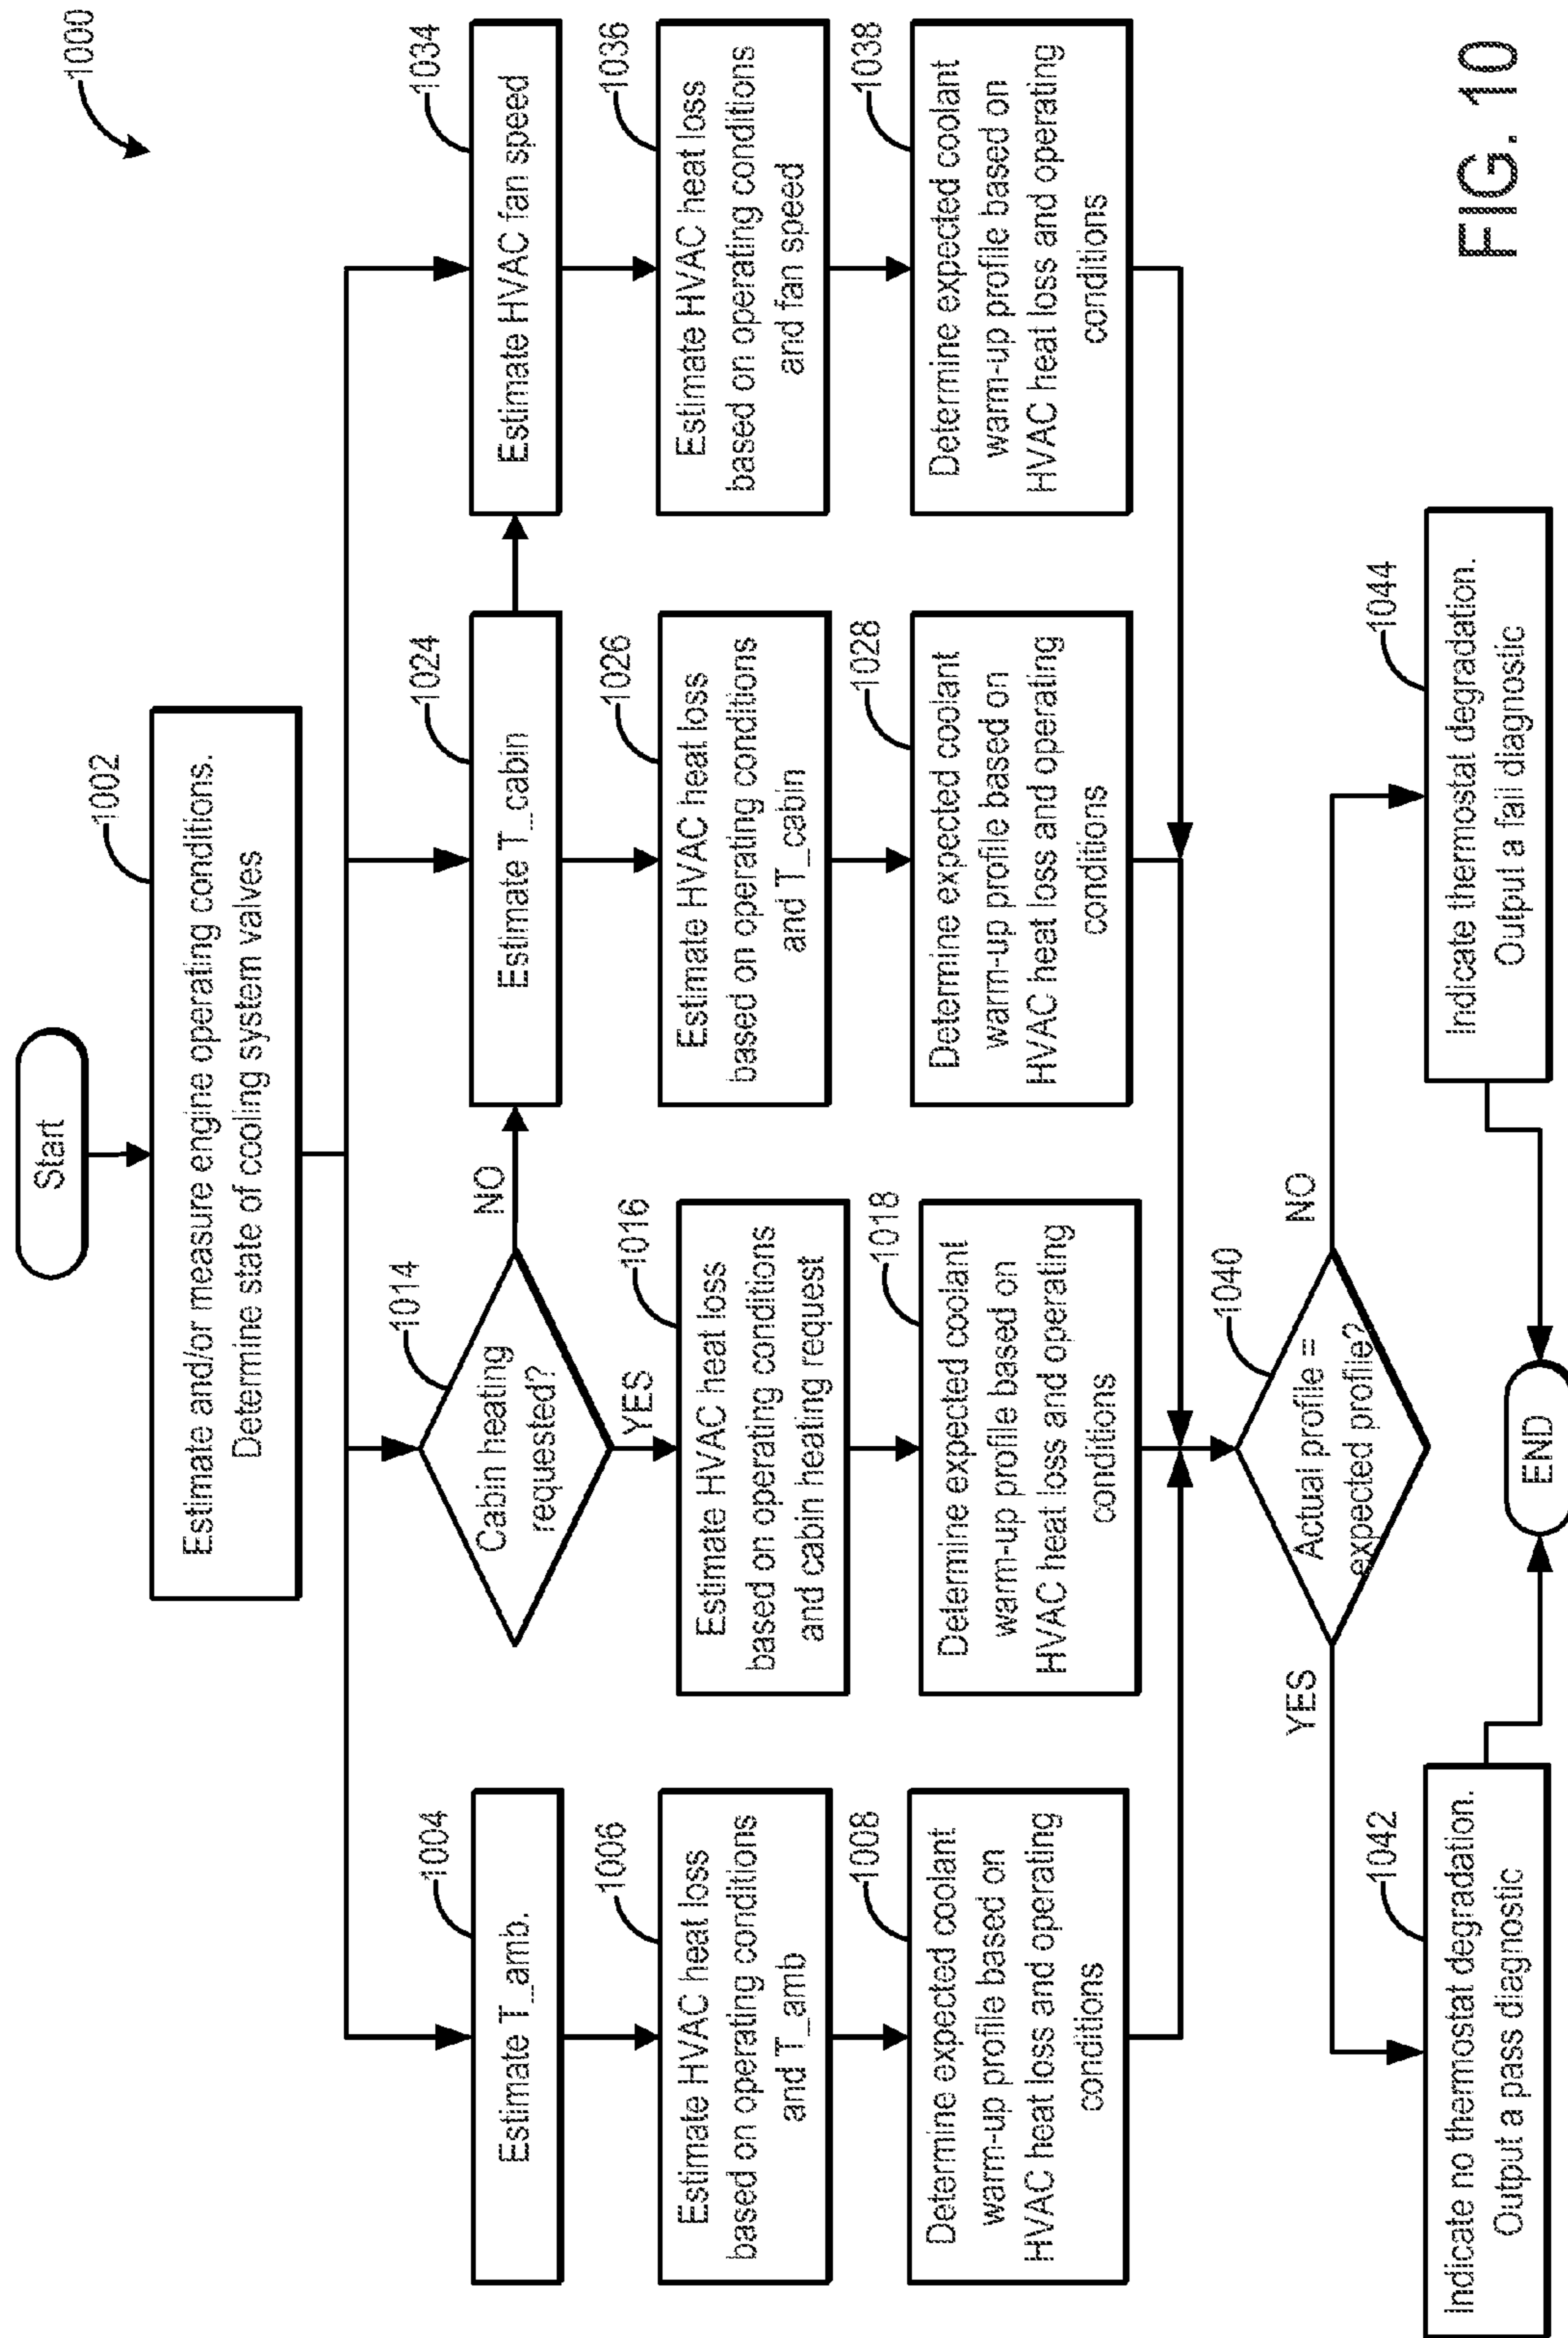 1000
Start
1002
Estimate and/or measure engine operating conditions.
Determine state of cooling system valves
1004
Estimate T_amb.
1006
Estimate HVAC heat loss
based on operating conditions
and T_amb
1008
Determine expected coolant
warm-up profile based on
HVAC heat loss and operating
conditions
1014
Cabin heating
requested?
NO
YES
1016
Estimate HVAC heat loss
based on operating conditions
and cabin heating request
1018
Determine expected coolant
warm-up profile based on
HVAC heat loss and operating
conditions
1024
Estimate T_cabin
1026
Estimate HVAC heat loss
based on operating conditions
and T_cabin
1028
Determine expected coolant
warm-up profile based on
HVAC heat loss and operating
conditions
1034
Estimate HVAC fan speed
1036
Estimate HVAC heat loss
based on operating conditions
and fan speed
1038
Determine expected coolant
warm-up profile based on
HVAC heat loss and operating
conditions
1040
Actual profile =
expected profile?
YES
NO
1042
Indicate no thermostat degradation.
Output a pass diagnostic
1044
Indicate thermostat degradation.
Output a fail diagnostic
END
FIG. 10